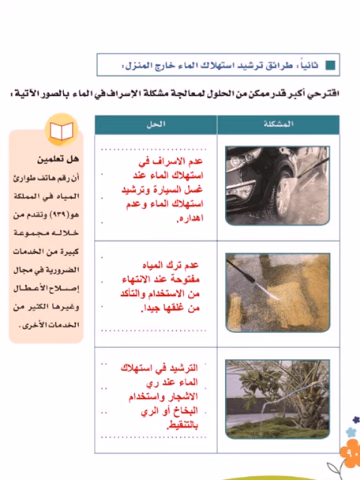 ثانياً: طرائق ترشيد استهلاك الماء خارج المنزل:
اقترحي أكبر قدر ممكن من الحلول لمعالجة مشكلة الإسراف في الماء بالصور الآتية:
المشكلة
الحل
عدم الاسراف في
استهلاك الماء عند
غسل السيارة وترشيد
استهلاك الماء وعدم
اهداره.
عدم ترك المياه
مفتوحة عند الانتهاء
من الاستخدام والتأكد
من غلقها جيدا.
الترشيد في استهلاك
الماء عند ري
الاشجار واستخدام
البخاخ أو الري
بالتنقيط.
هل تعلمين
أن رقم هاتف طوارئ
المياه في المملكة
هو (٩٣٩) وتقدم من
خلاله مجموعة
كبيرة من الخدمات
الضرورية في مجال
إصلاح الأعطال
وغيرها الكثير من
الخدمات الأخرى.
٩٠